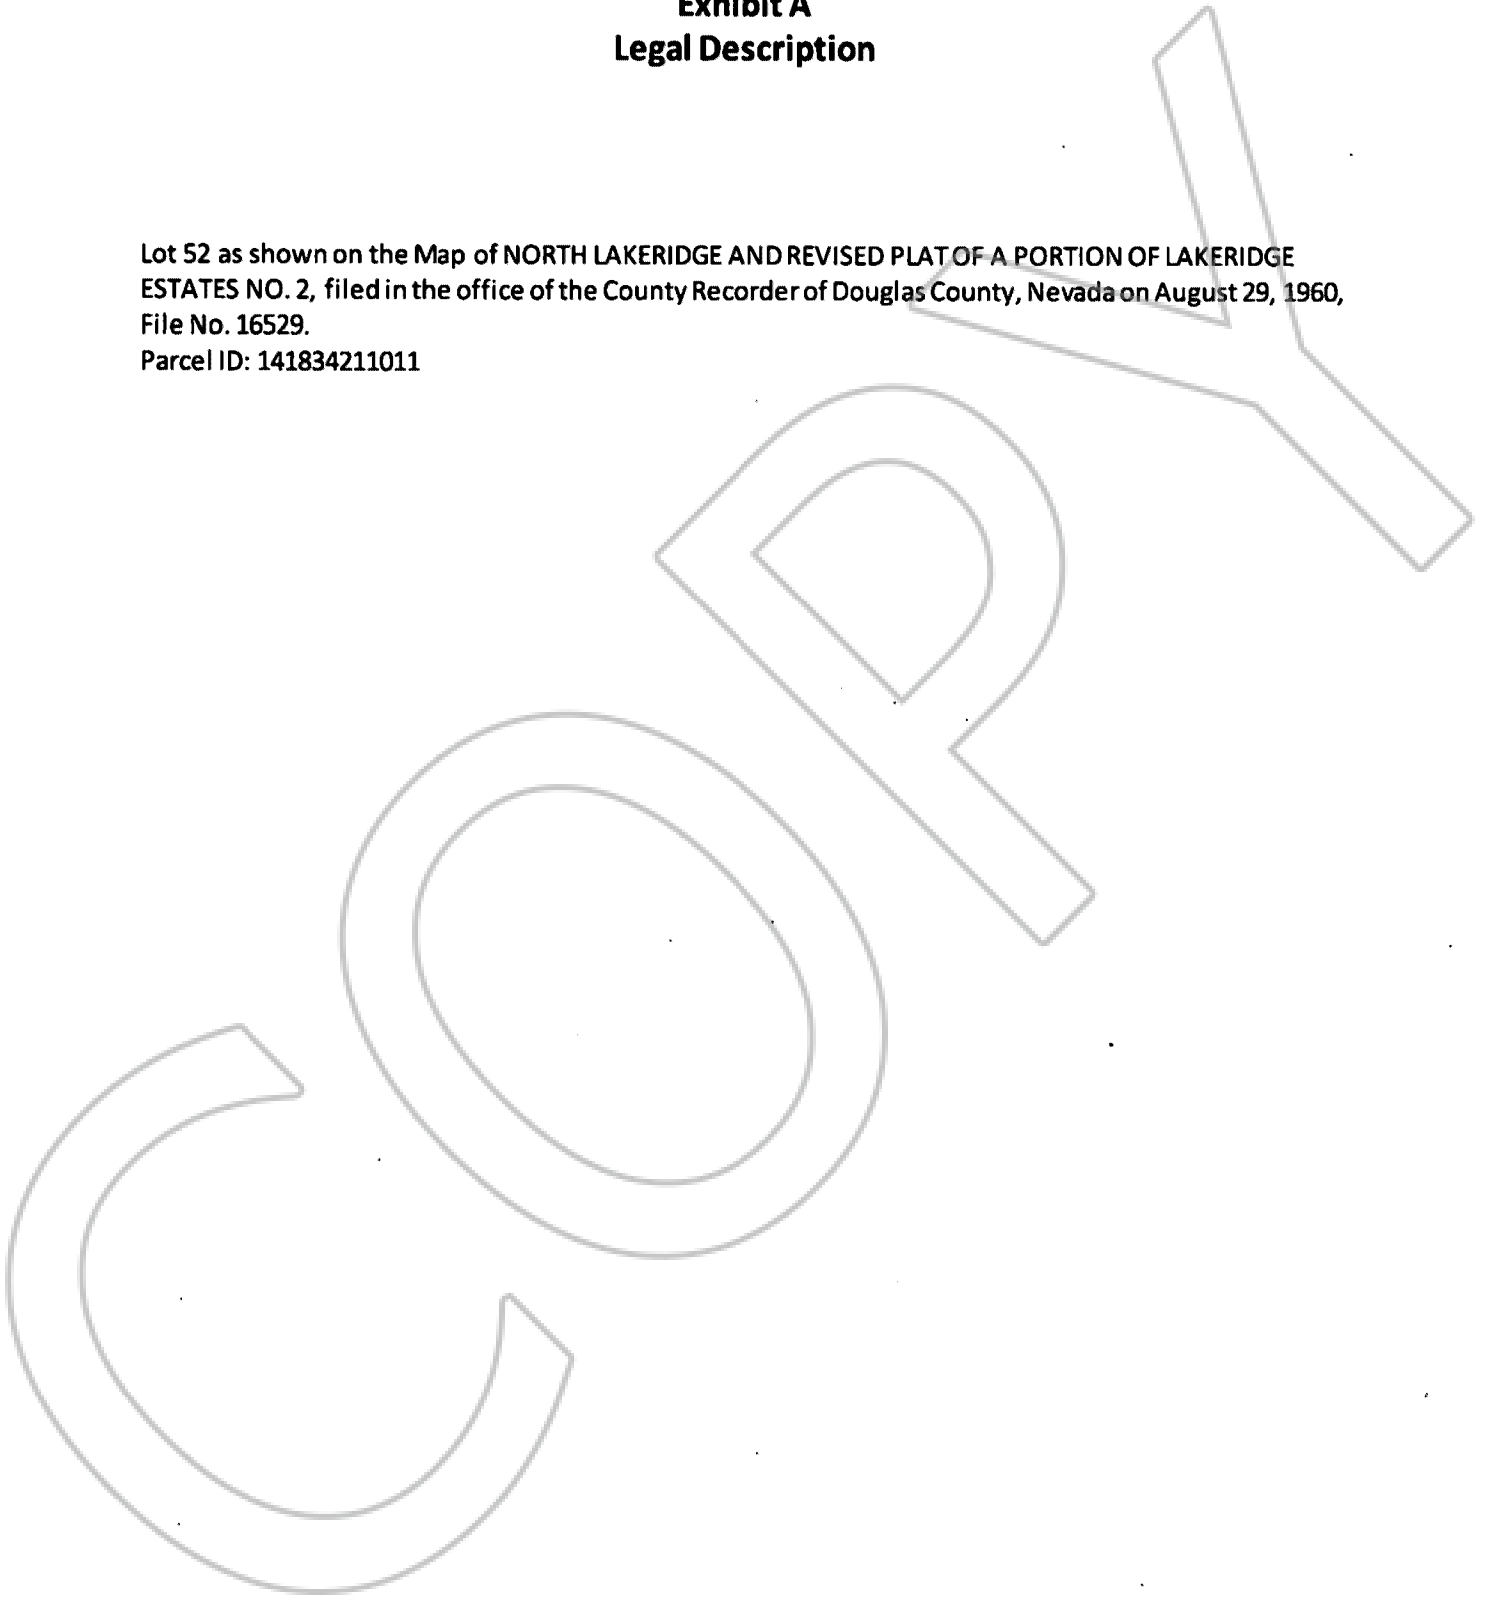 Exhibit A
Legal Description
Lot 52 as shown on the Map of NORTH LAKERIDGE AND REVISED PLAT OF A PORTION OF LAKERIDGE
ESTATES NO. 2, filed in the office of the County Recorder of Douglas County, Nevada on August 29, 1960,
File No. 16529.
Parcel ID: 141834211011
COPY